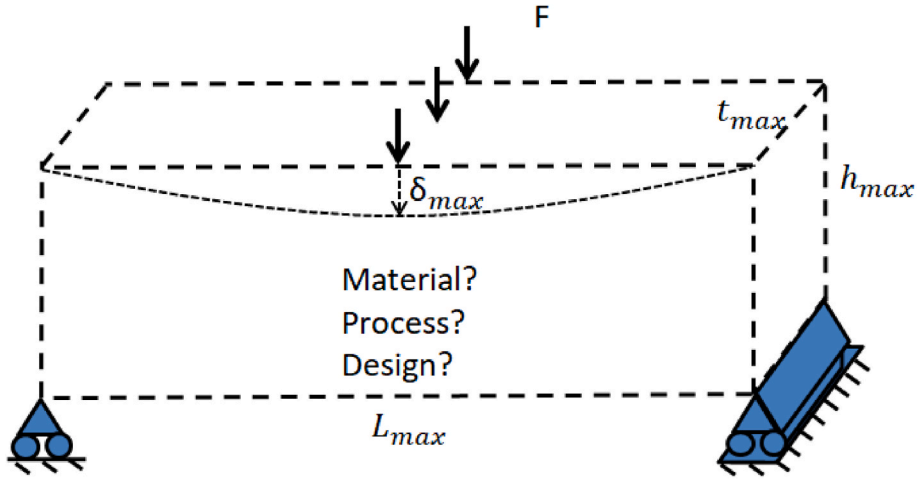 F
t_max
δ_max
h_max
Material?
Process?
Design?
L_max